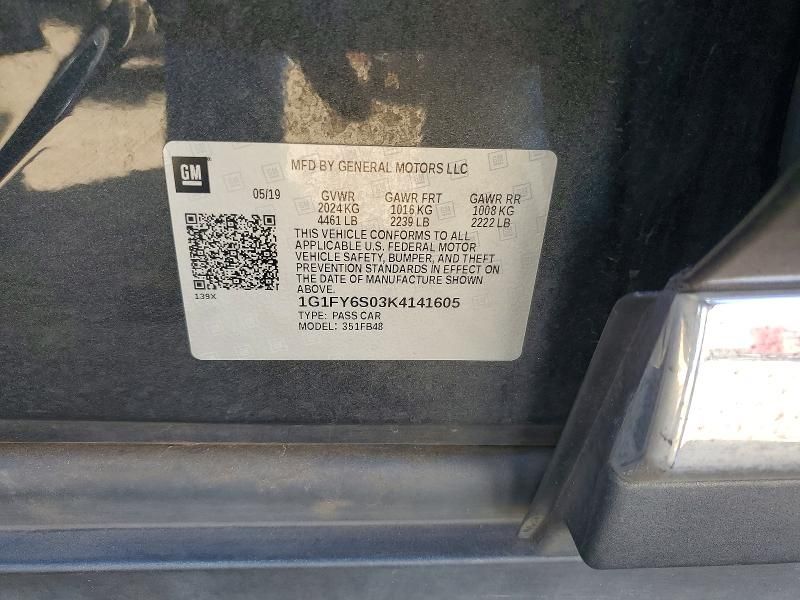 GM
MFD BY GENERAL MOTORS LLC
05/19
GVWR GAWR FRT GAWR RR
2024 KG 1016 KG 1008 KG
4461 LB 2239 LB 2222 LB
THIS VEHICLE CONFORMS TO ALL
APPLICABLE U.S. FEDERAL MOTOR
VEHICLE SAFETY, BUMPER, AND THEFT
PREVENTION STANDARDS IN EFFECT ON
THE DATE OF MANUFACTURE SHOWN
ABOVE.
139X
1G1FY6S03K4141605
TYPE: PASS CAR
MODEL: 351FB48